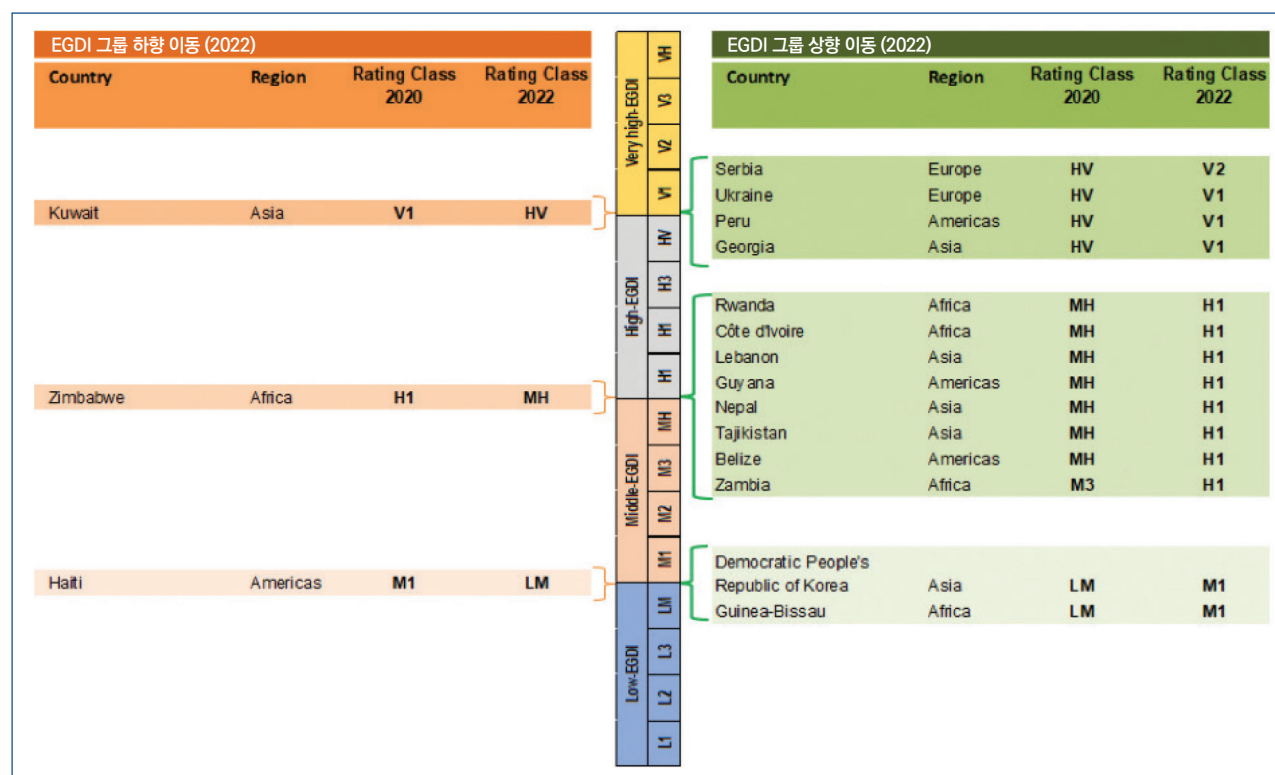 EGDI 그룹 하향 이동 (2022)
Country Region Rating Class 2020 Rating Class 2022
Kuwait Asia V1 HV
Zimbabwe Africa H1 MH
Haiti Americas M1 LM
Very high-EGDI
VH
V3
V2
V1
High-EGDI
HV
H3
H1
H1
Middle-EGDI
MH
M3
M2
M1
Low-EGDI
LM
L3
L2
L1
EGDI 그룹 상향 이동 (2022)
Country Region Rating Class 2020 Rating Class 2022
Serbia Europe HV V2
Ukraine Europe HV V1
Peru Americas HV V1
Georgia Asia HV V1
Rwanda Africa MH H1
Côte d'Ivoire Africa MH H1
Lebanon Asia MH H1
Guyana Americas MH H1
Nepal Asia MH H1
Tajikistan Asia MH H1
Belize Americas MH H1
Zambia Africa M3 H1
Democratic People's
Republic of Korea Asia LM M1
Guinea-Bissau Africa LM M1